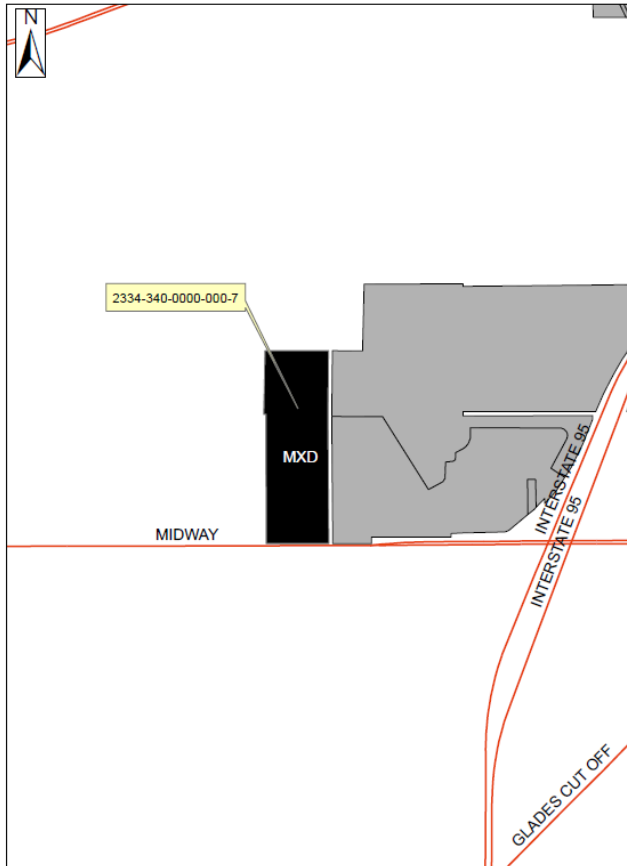 N
2334-340-0000-000-7
MXD
MIDWAY
INTERSTATE 95
INTERSTATE 95
GLADES CUT OFF